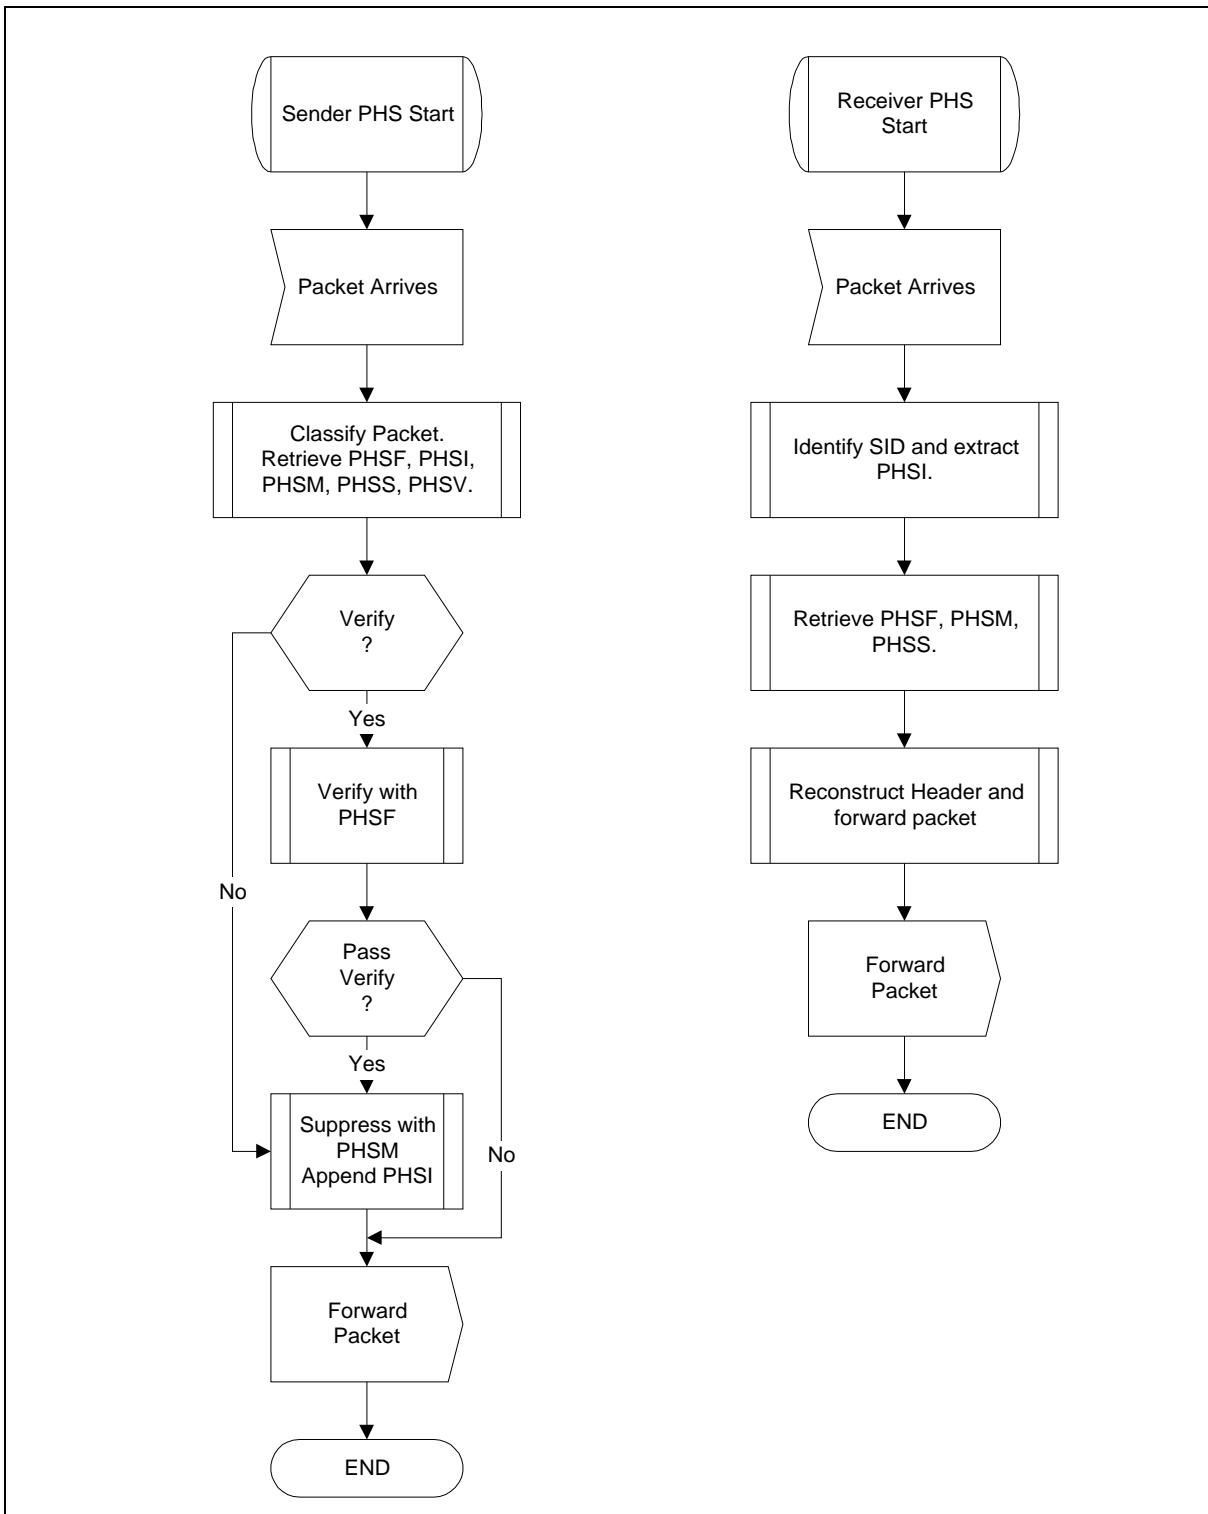 Sender PHS Start
Packet Arrives
Classify Packet.
Retrieve PHSF, PHSI,
PHSM, PHSS, PHSV.
Verify
?
Yes
Verify with
PHSF
No
Pass
Verify
?
Yes
Suppress with
PHSM
Append PHSI
No
Forward
Packet
END
Receiver PHS
Start
Packet Arrives
Identify SID and extract
PHSI.
Retrieve PHSF, PHSM,
PHSS.
Reconstruct Header and
forward packet
Forward
Packet
END